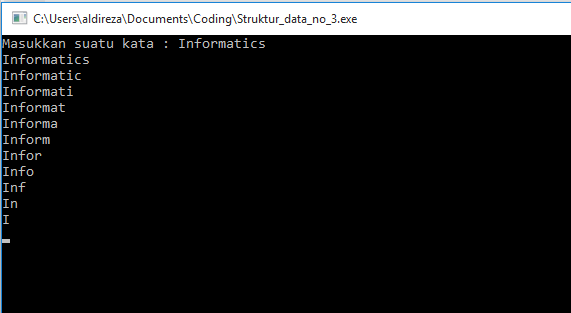 C:\Users\aldireza\Documents\Coding\Struktur_data_no_3.exe
Masukkan suatu kata : Informatics
Informatics
Informatic
Informati
Informat
Informa
Inform
Infor
Info
Inf
In
I